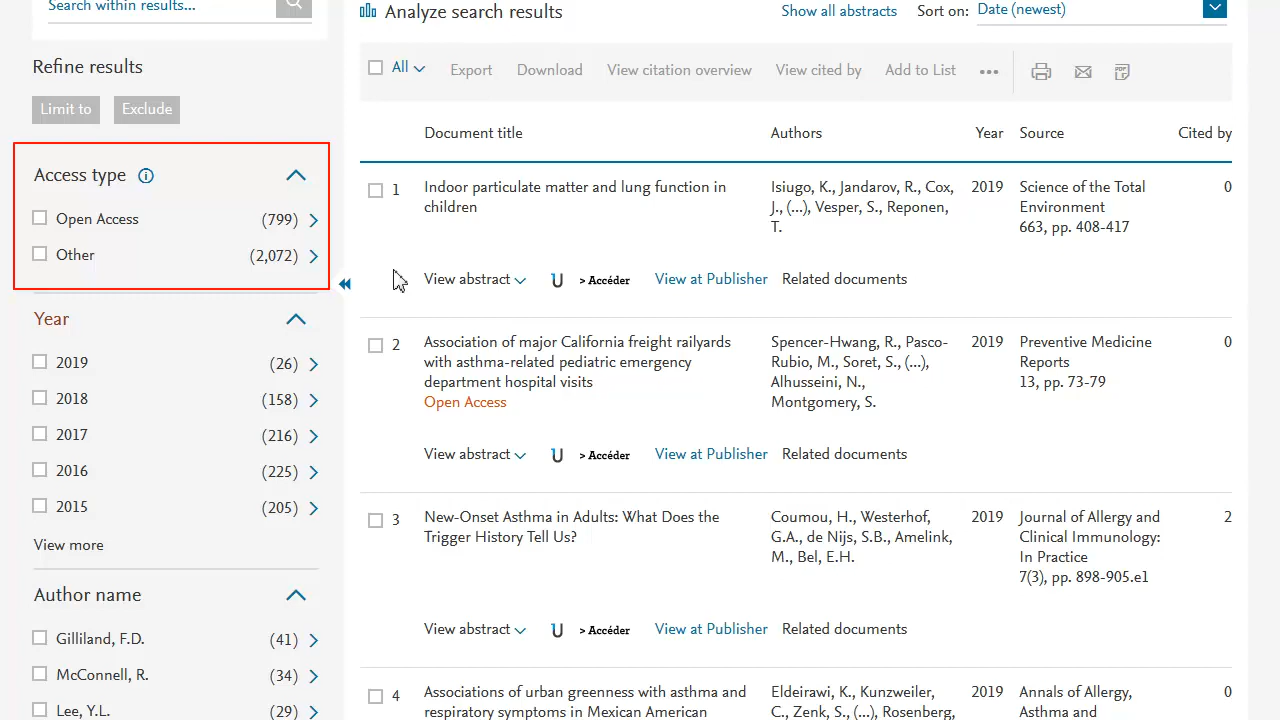 Search within results...
Analyze search results
Show all abstracts
Sort on:
Date (newest)
Refine results
Limit to
Exclude
All
Export
Download
View citation overview
View cited by
Add to List
•••
Document title
Authors
Year
Source
Cited by
Access type
Open Access
(799)
Other
(2,072)
Year
2019
(26)
2018
(158)
2017
(216)
2016
(225)
2015
(205)
View more
Author name
Gilliland, F.D.
(41)
McConnell, R.
(34)
Lee, Y.L.
(29)
1
Indoor particulate matter and lung function in
children
Isiugo, K., Jandarov, R., Cox,
J., (...), Vesper, S., Reponen,
T.
2019
Science of the Total
Environment
663, pp. 408-417
0
View abstract
U
> Accéder
View at Publisher
Related documents
2
Association of major California freight railyards
with asthma-related pediatric emergency
department hospital visits
Open Access
Spencer-Hwang, R., Pasco-
Rubio, M., Soret, S., (...),
Alhusseini, N.,
Montgomery, S.
2019
Preventive Medicine
Reports
13, pp. 73-79
0
View abstract
U
> Accéder
View at Publisher
Related documents
3
New-Onset Asthma in Adults: What Does the
Trigger History Tell Us?
Coumou, H., Westerhof,
G.A., de Nijs, S.B., Amelink,
M., Bel, E.H.
2019
Journal of Allergy and
Clinical Immunology:
In Practice
7(3), pp. 898-905.e1
2
View abstract
U
> Accéder
View at Publisher
Related documents
4
Associations of urban greenness with asthma and
respiratory symptoms in Mexican American
Eldeirawi, K., Kunzweiler,
C., Zenk, S., (...), Rosenberg,
2019
Annals of Allergy,
Asthma and
0